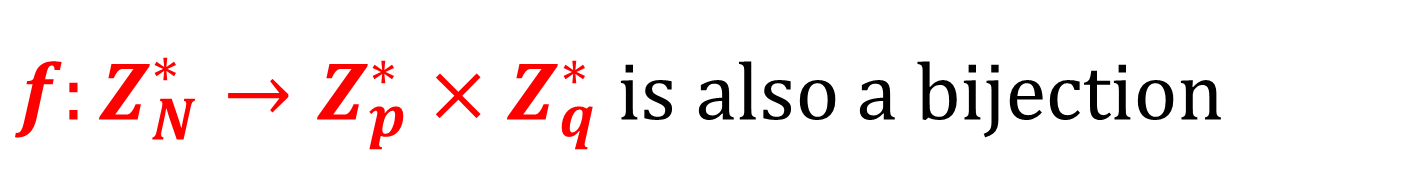 f: Z*_N → Z*_p × Z*_q is also a bijection